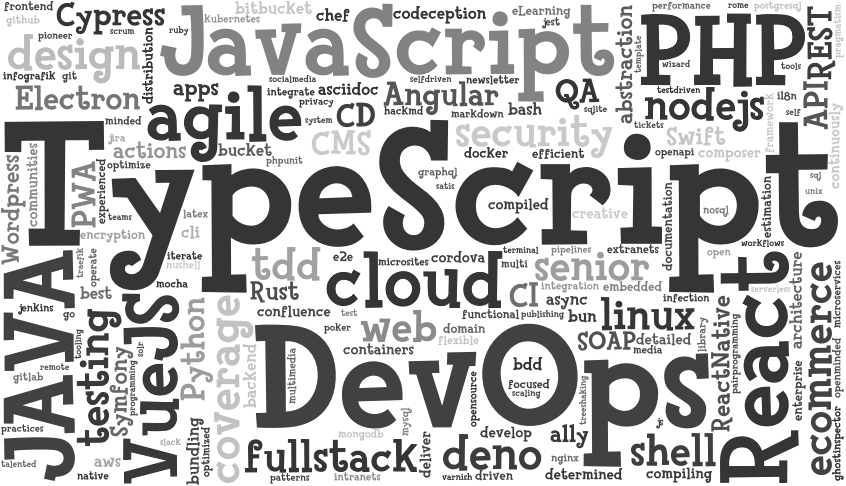 frontend
github
Cypress
pioneer
scrum
design
infografik
git
Electron
distribution
ruby
kubernetes
bitbucket
chef
codeception
eLearning
jest
JavaScript
socialmedia
selfdriven
newsletter
apps
integrate
asciidoc
privacy
system
CD
Angular
hackmd
markdown
bash
QA
sqlite
abstraction
template
performance
rome
postgresql
PHP
wizard
tools
testdriven
nodejs
i18n
self
API
REST
pragmatism
continuously
framework
tickets
Swift
openapi
composer
minded
jira
actions
optimize
agile
bucket
phpunit
CMS
security
docker
efficient
Wordpress
communities
PWA
experienced
teams
TypeScript
latex
cli
encryption
graphql
satis
compiled
creative
nosql
documentation
estimation
sql
unix
open
workflows
traefik
operate
iterate
nushell
mocha
best
tdd
Rust
e2e
microsites
cordova
terminal
multi
pipelines
extranets
senior
integration
embedded
infection
serverless
architecture
microservices
JAVA
jenkins
go
tooling
remote
gitlab
practices
talented
testing
Symfony
programming
solr
VueJS
Python
coverage
backend
confluence
test
cloud
CI
async
functional
publishing
bun
linux
poker
web
domain
flexible
containers
SOAP
detailed
media
library
ReactNative
pairprogramming
React
enterprise
ecommerce
openminded
ghostinspector
DevOps
multimedia
opensource
bdd
focused
scaling
treeshaking
js
aws
native
slack
bundling
optimized
fullstack
mongodb
mysql
patterns
intranets
deliver
develop
deno
varnish
driven
ally
nginx
determined
shell
compiling